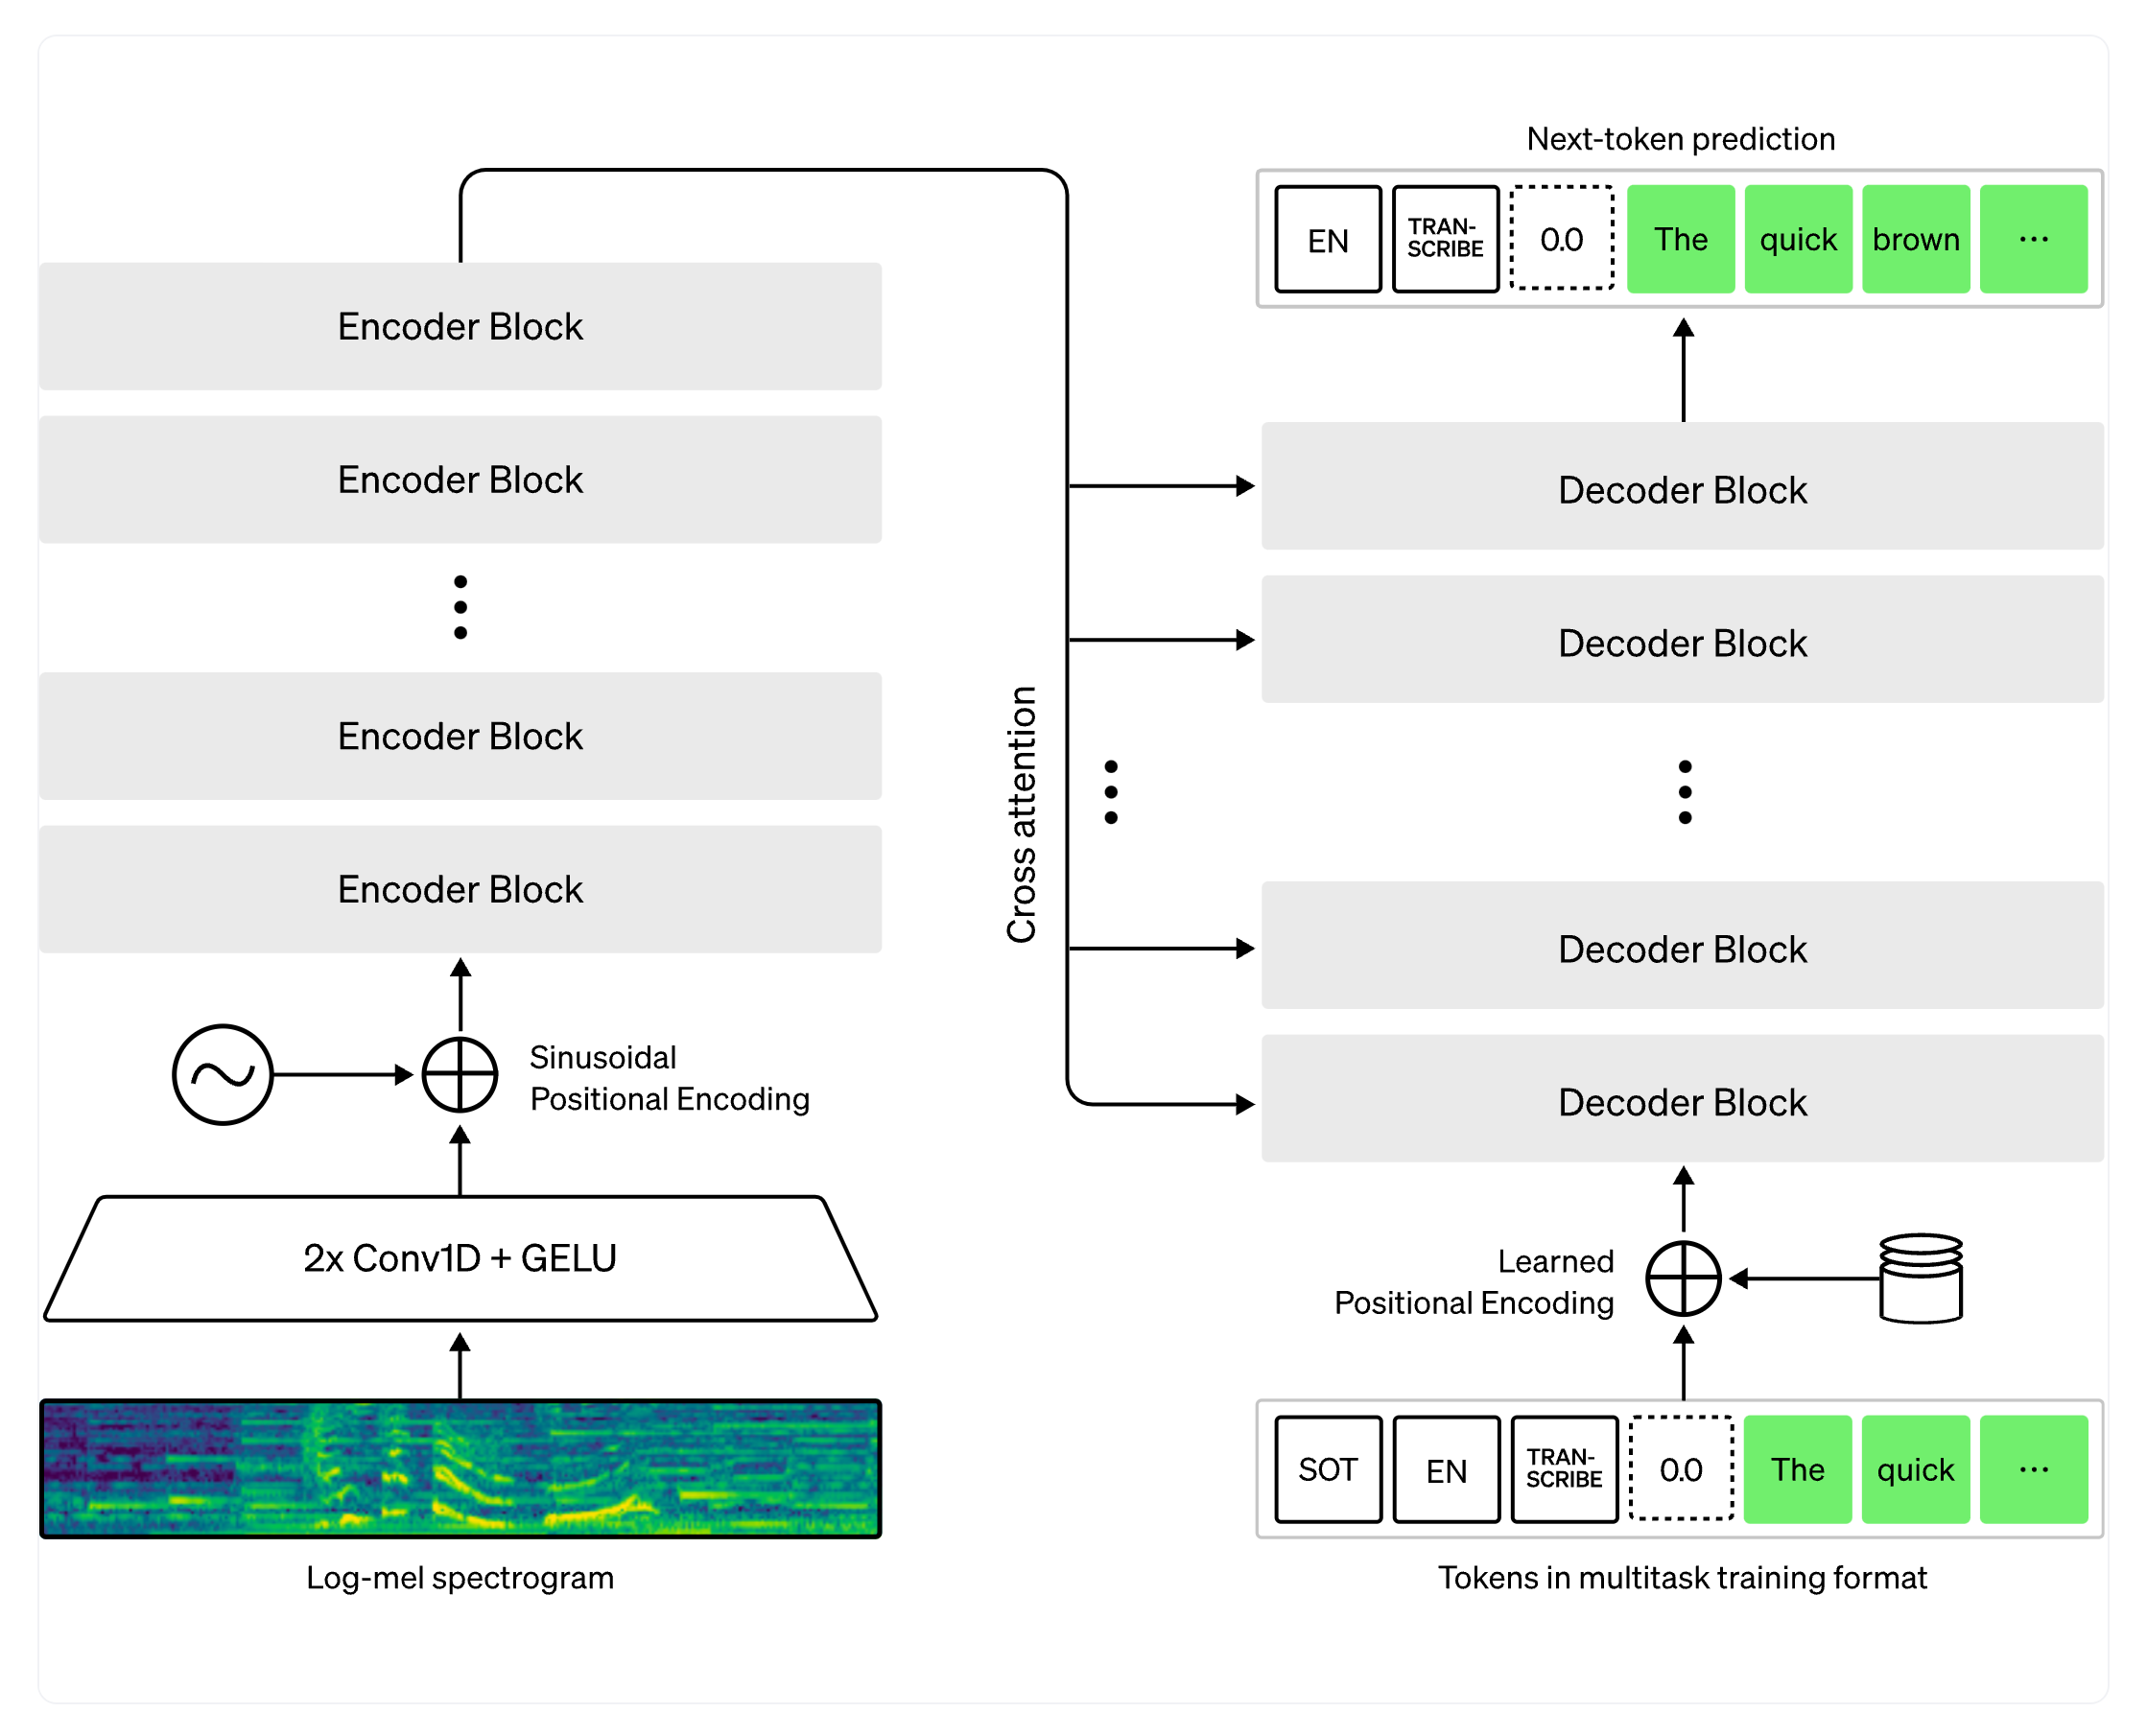 Encoder Block
Encoder Block
Encoder Block
Encoder Block
Sinusoidal
Positional Encoding
2x Conv1D + GELU
Log-mel spectrogram
Cross attention
Next-token prediction
EN
TRAN-
SCRIBE
0.0
The
quick
brown
...
Decoder Block
Decoder Block
Decoder Block
Decoder Block
Learned
Positional Encoding
SOT
EN
TRAN-
SCRIBE
0.0
The
quick
...
Tokens in multitask training format